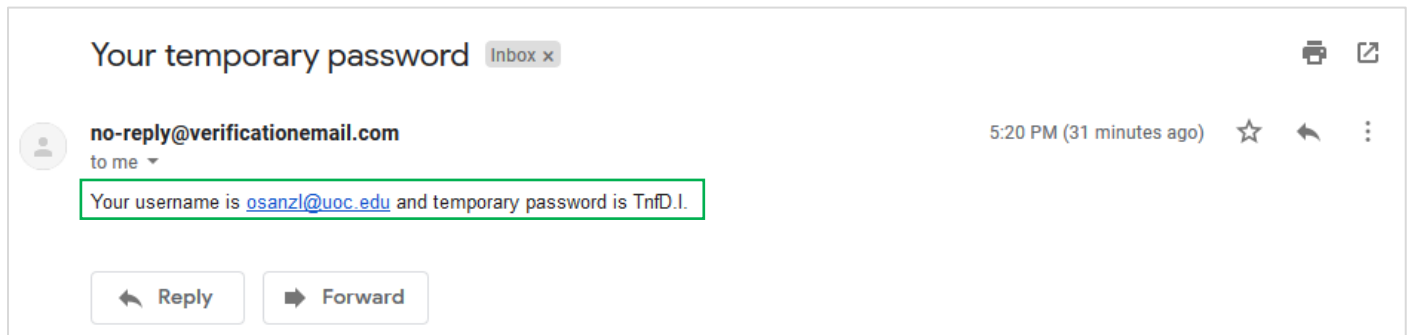 Your temporary password Inbox x
no-reply@verificationemail.com 5:20 PM (31 minutes ago)
to me
Your username is osanzl@uoc.edu and temporary password is TnfD.l.
Reply Forward